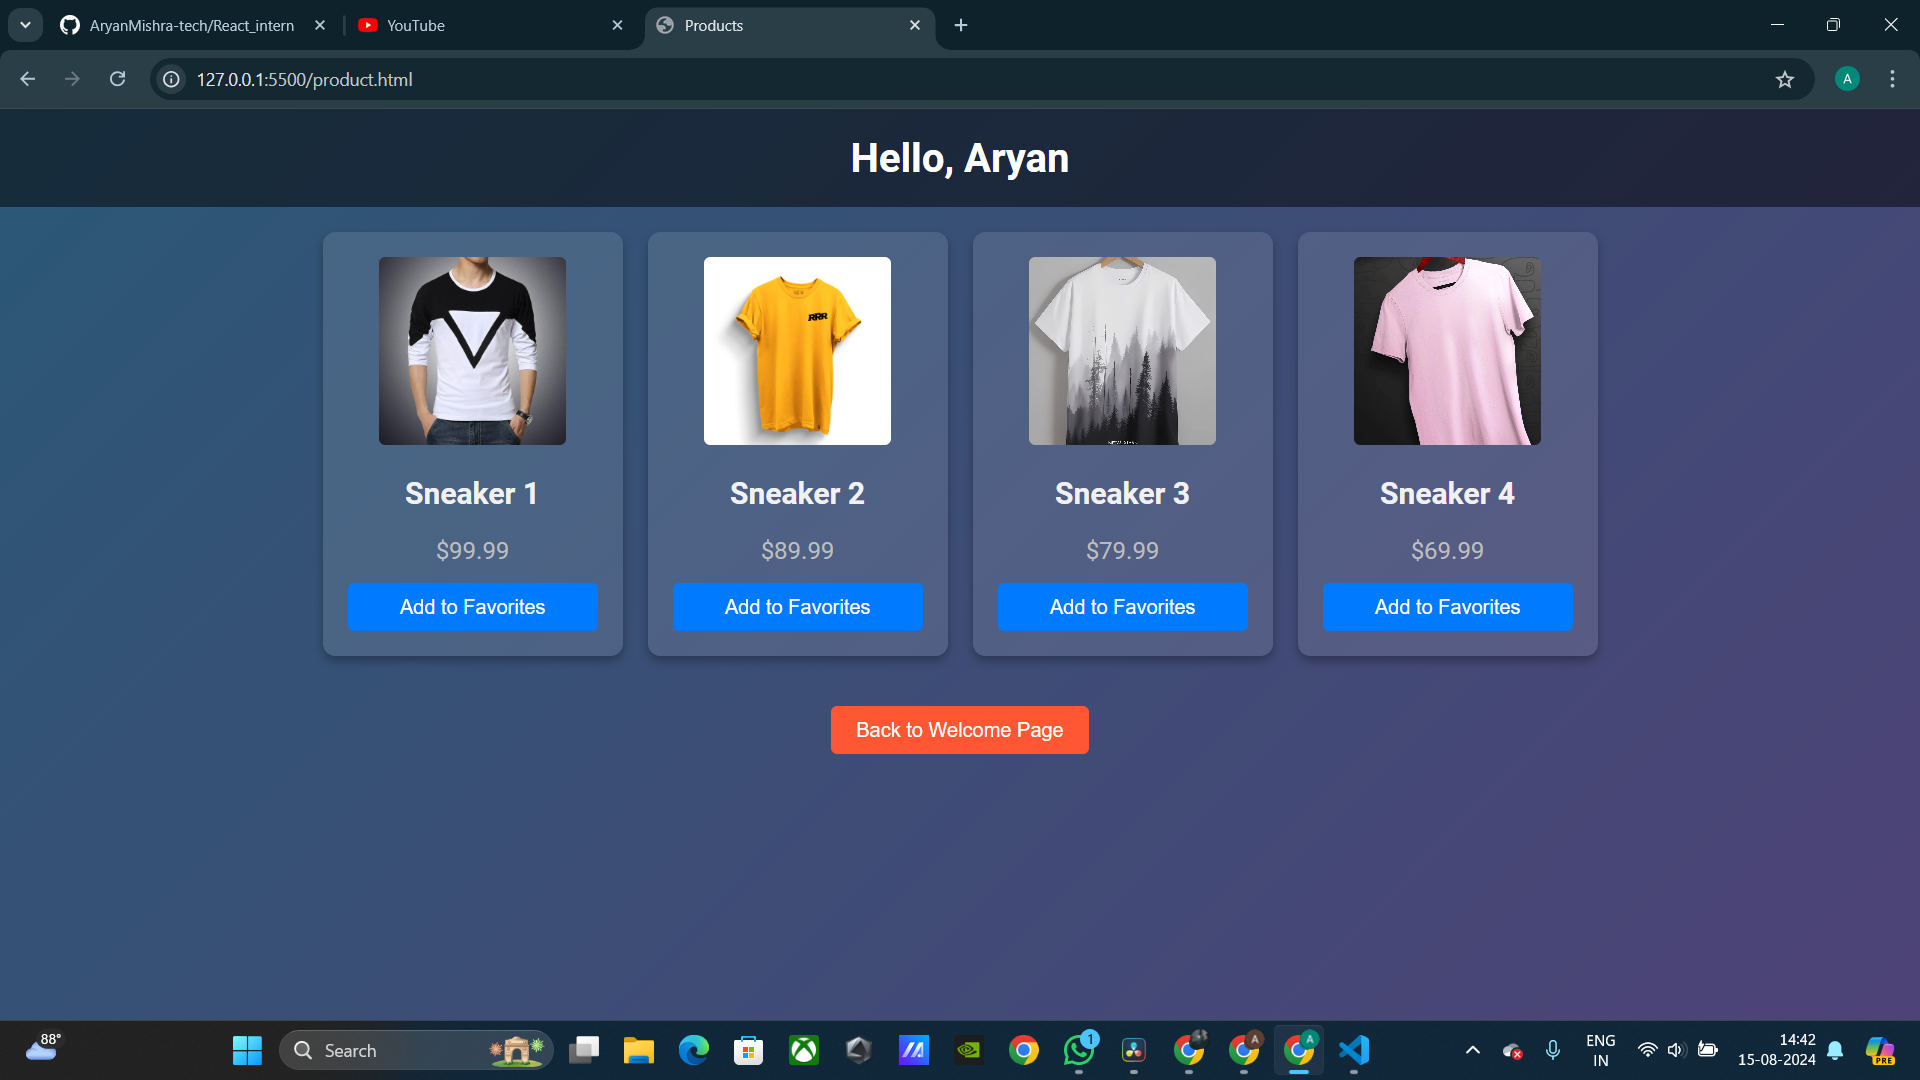 AryanMishra-tech/React_intern
YouTube
Products
127.0.0.1:5500/product.html
A
Hello, Aryan
RRR
Sneaker 1
Sneaker 2
Sneaker 3
Sneaker 4
$99.99
$89.99
$79.99
$69.99
Add to Favorites
Add to Favorites
Add to Favorites
Add to Favorites
Back to Welcome Page
88°
Search
1
A
A
ENG
IN
14:42
15-08-2024
PRE